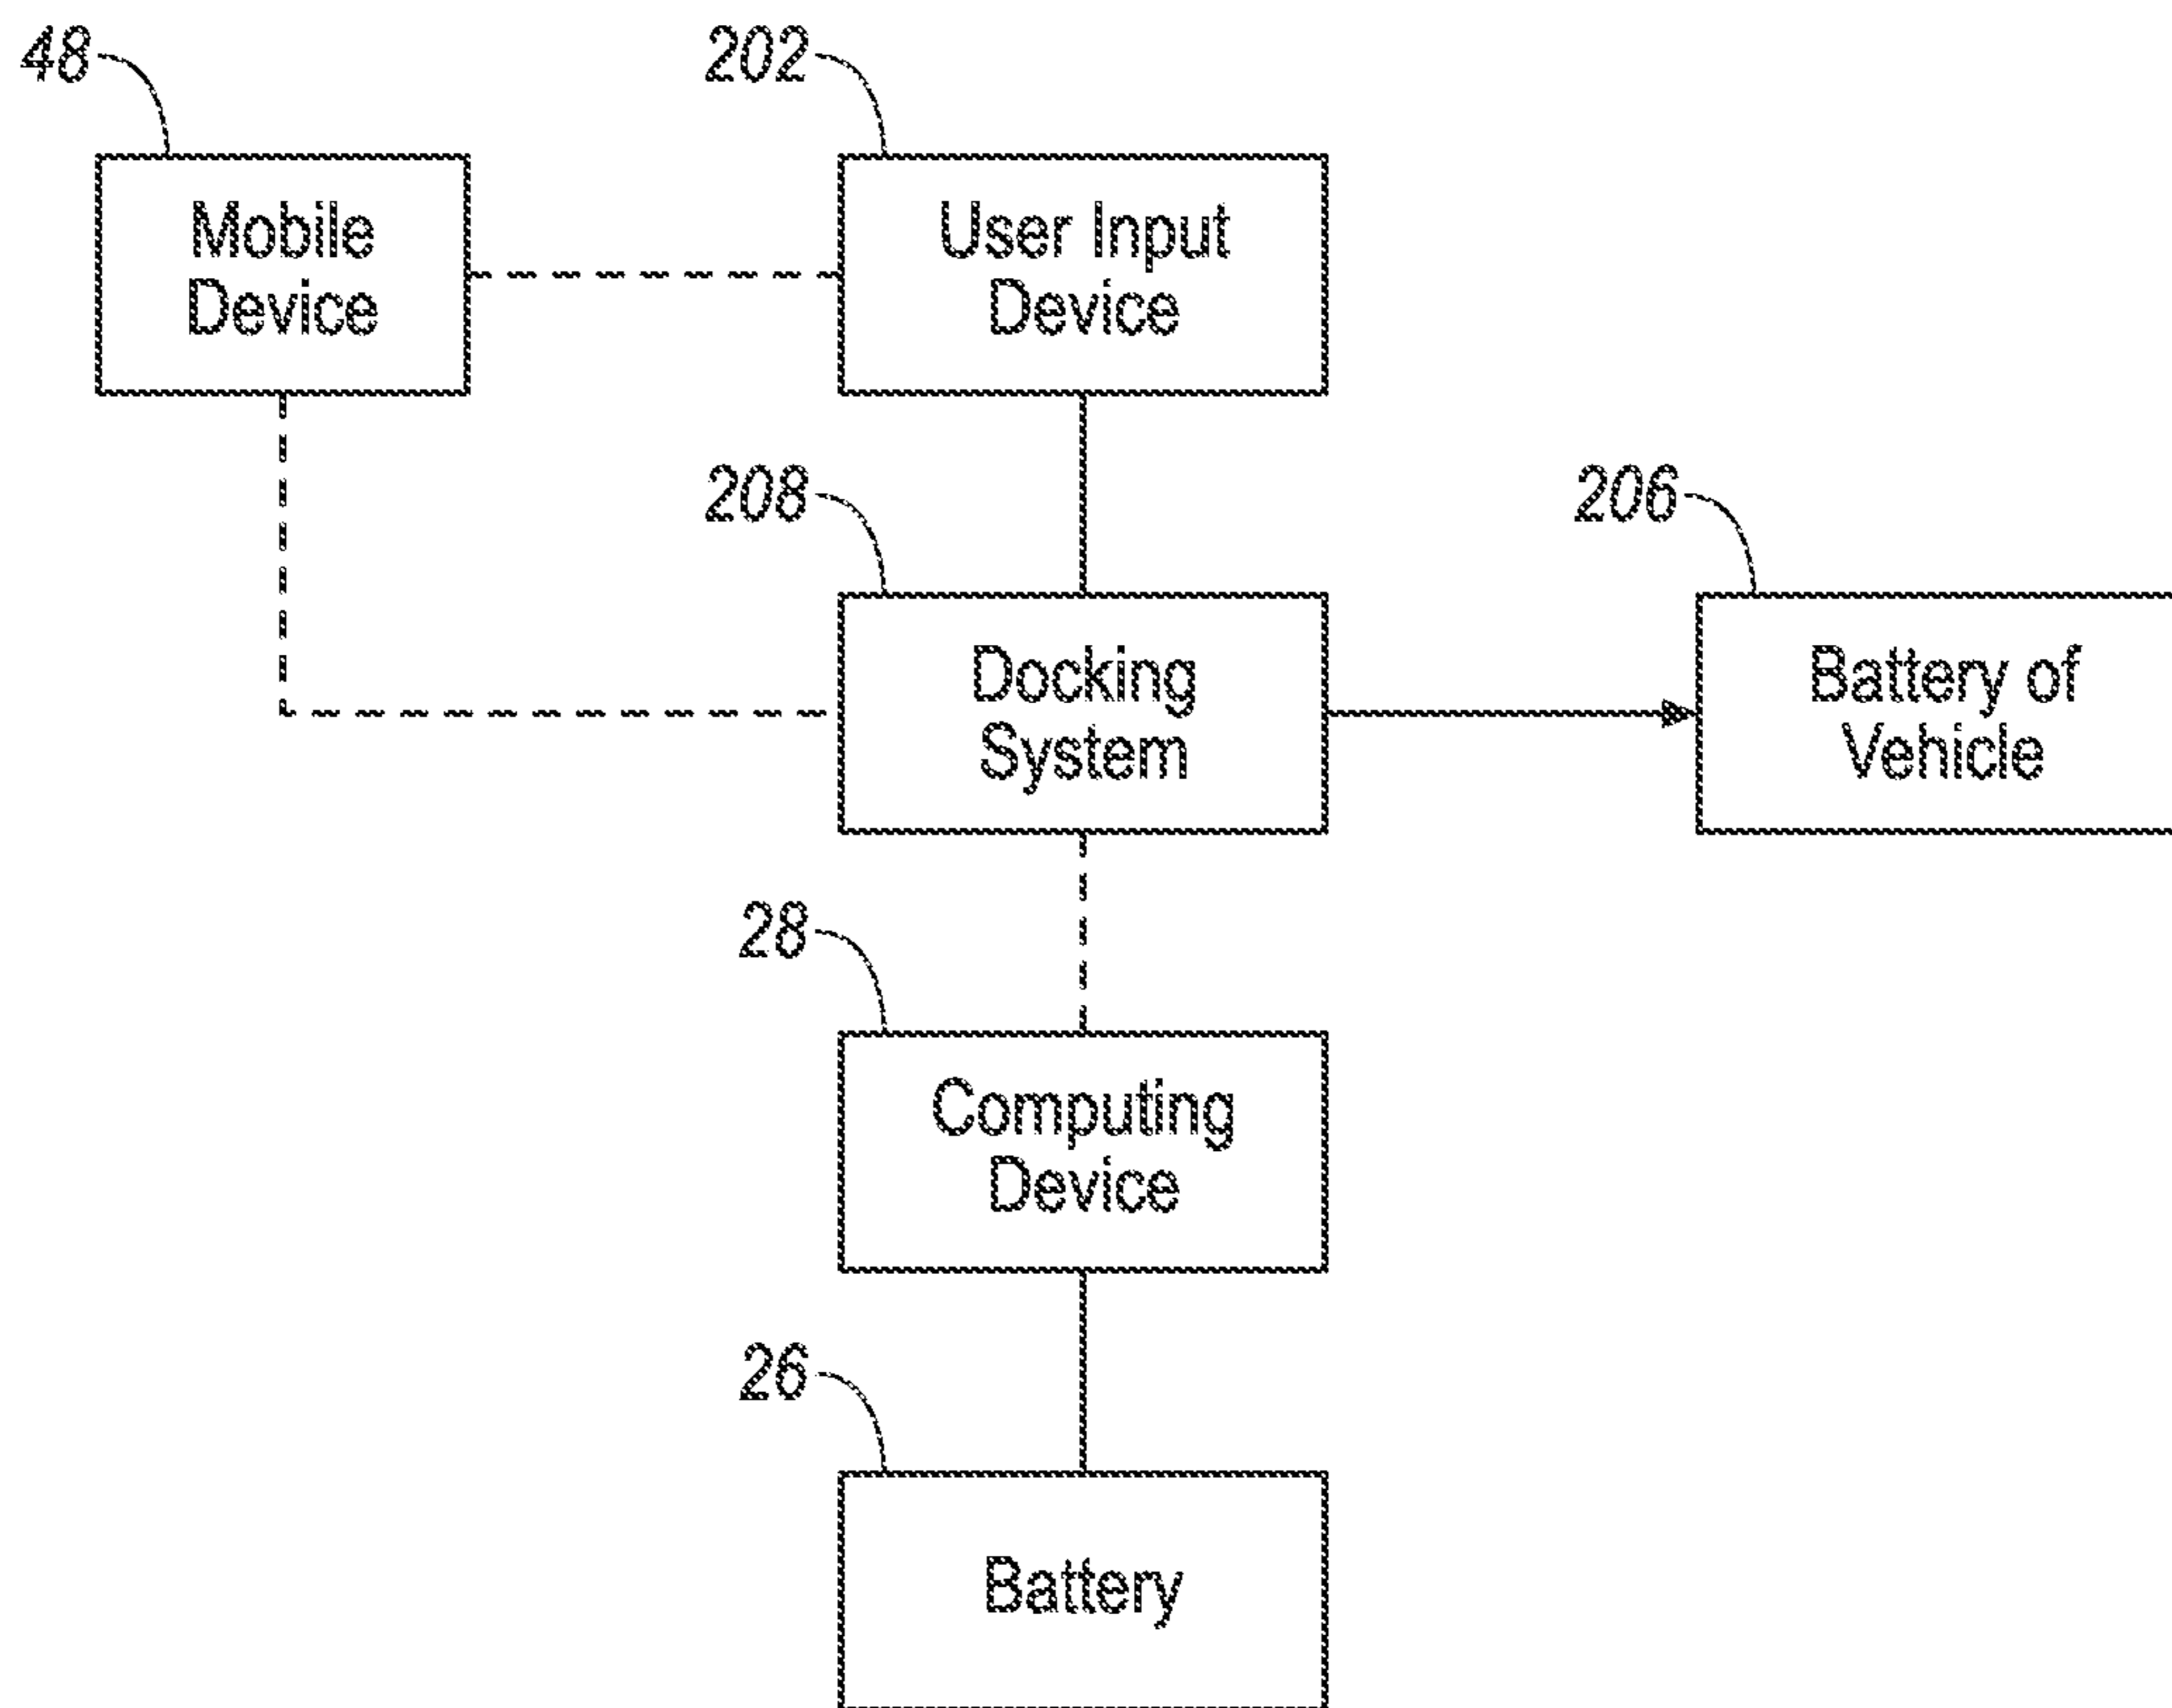 48
202
Mobile
Device
User Input
Device
208
206
Docking
System
Battery of
Vehicle
28
Computing
Device
26
Battery